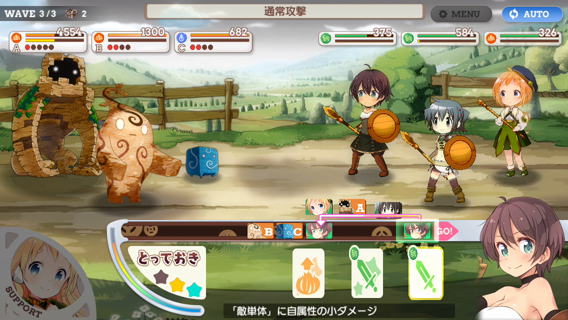 WAVE 3/3 2
通常攻撃
MENU
AUTO
4554
1300
682
375
584
326
A
B
C
A
B
C
GO!
とっておき
SUPPORT
「敵単体」に自属性の小ダメージ